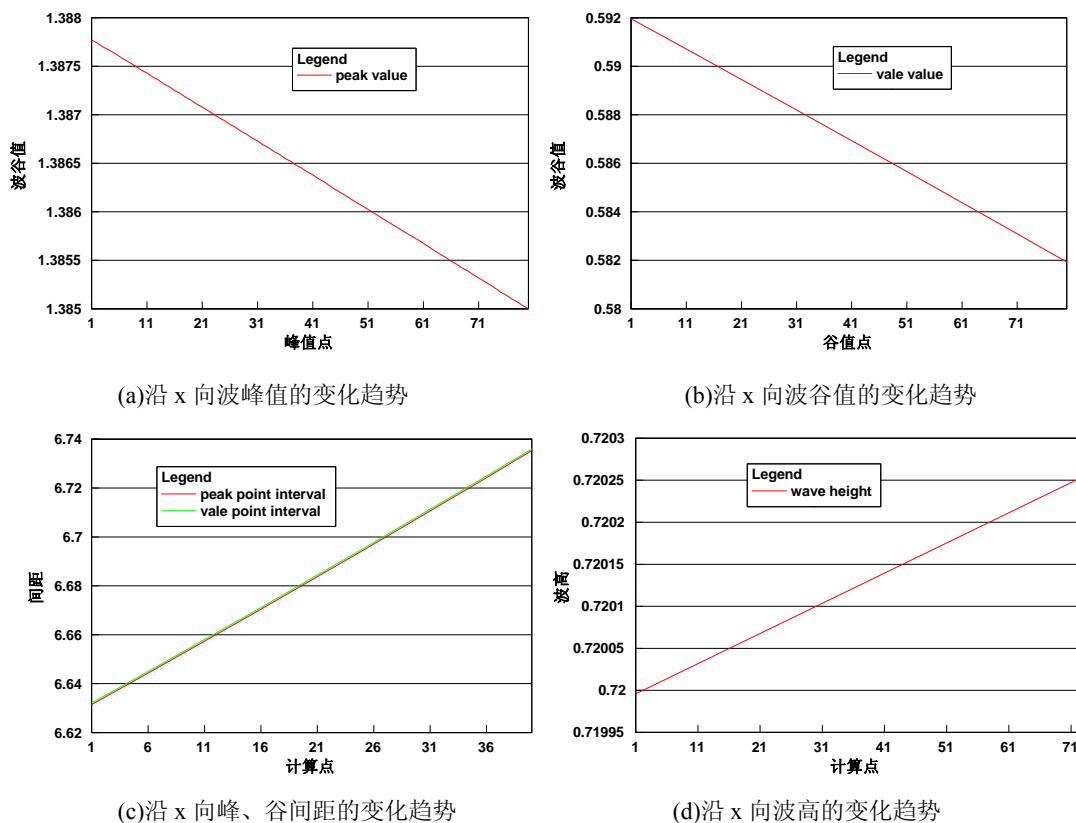 1.388
1.3875
1.387
1.3865
1.386
1.3855
1.385
波谷值
Legend
peak value
1 11 21 31 41 51 61 71
峰值点
0.592
0.59
0.588
0.586
0.584
0.582
0.58
波谷值
Legend
vale value
1 11 21 31 41 51 61 71
谷值点
(a)沿 x 向波峰值的变化趋势
(b)沿 x 向波谷值的变化趋势
6.74
6.72
6.7
6.68
6.66
6.64
6.62
间距
Legend
peak point interval
vale point interval
1 6 11 16 21 26 31 36
计算点
0.7203
0.72025
0.7202
0.72015
0.7201
0.72005
0.72
0.71995
波高
Legend
wave height
1 11 21 31 41 51 61 71
计算点
(c)沿 x 向峰、谷间距的变化趋势
(d)沿 x 向波高的变化趋势